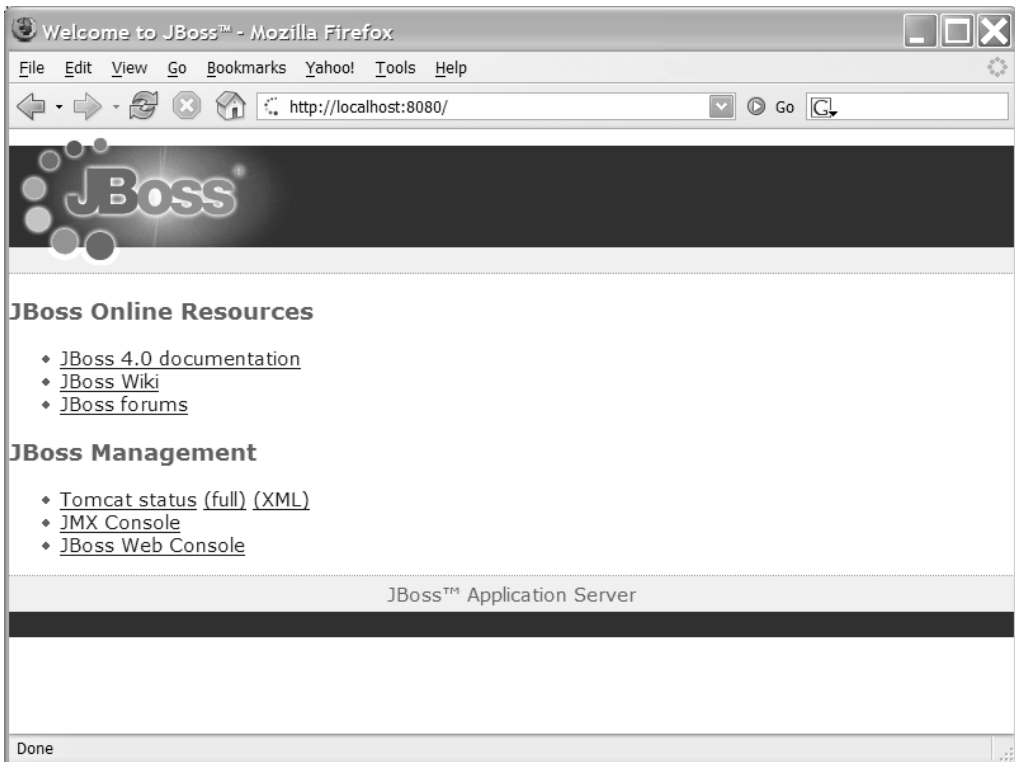 Welcome to JBoss™ - Mozilla Firefox
File Edit View Go Bookmarks Yahoo! Tools Help
http://localhost:8080/ Go G
JBoss®
JBoss Online Resources
JBoss 4.0 documentation
JBoss Wiki
JBoss forums
JBoss Management
Tomcat status (full) (XML)
JMX Console
JBoss Web Console
JBoss™ Application Server
Done